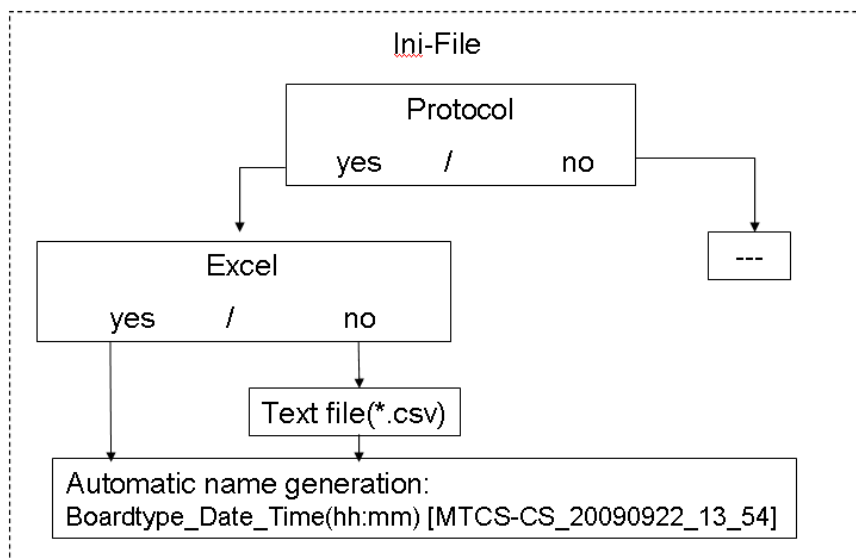 Ini-File
Protocol
yes / no
---
Excel
yes / no
Text file(*.csv)
Automatic name generation:
Boardtype_Date_Time(hh:mm) [MTCS-CS_20090922_13_54]